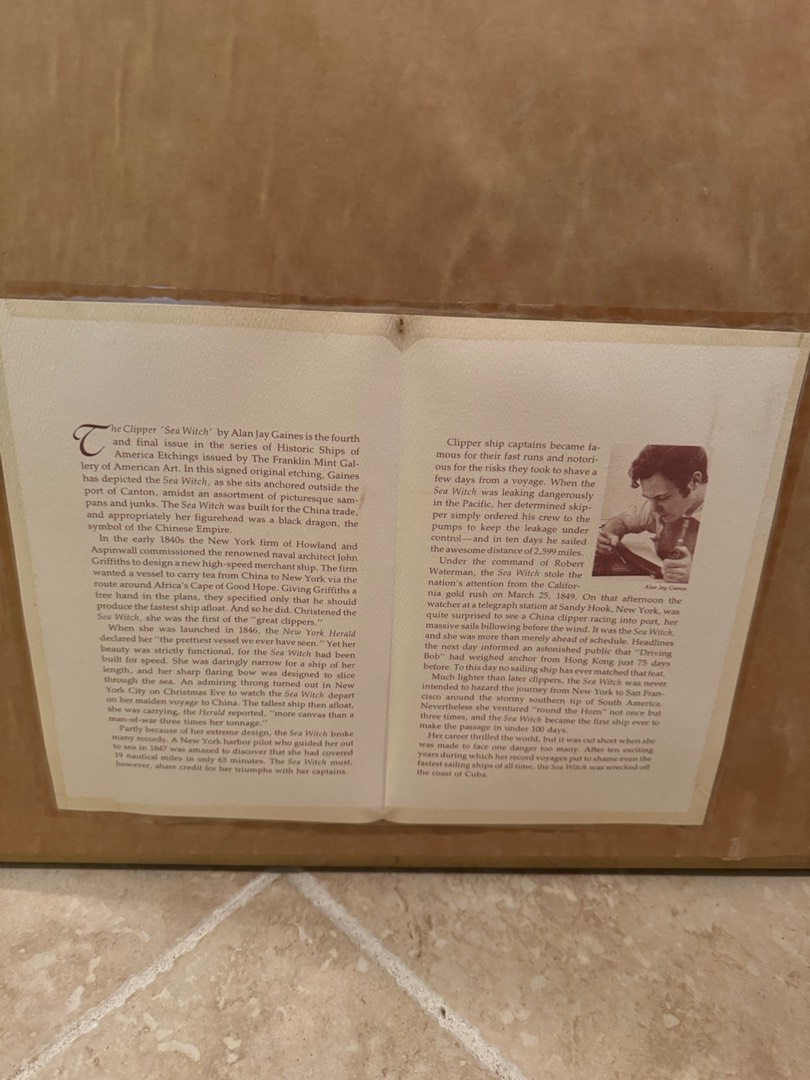 The Clipper 'Sea Witch' by Alan Jay Gaines is the fourth
and final issue in the series of Historic Ships of
America Etchings issued by The Franklin Mint Gal-
lery of American Art. In this signed original etching, Gaines
has depicted the Sea Witch, as she sits anchored outside the
port of Canton, amidst an assortment of picturesque sam-
pans and junks. The Sea Witch was built for the China trade,
and appropriately her figurehead was a black dragon, the
symbol of the Chinese Empire.
In the early 1840s the New York firm of Howland and
Aspinwall commissioned the renowned naval architect John
Griffiths to design a new high-speed merchant ship. The firm
wanted a vessel to carry tea from China to New York via the
route around Africa's Cape of Good Hope. Giving Griffiths a
free hand in the plans, they specified only that he should
produce the fastest ship afloat. And so he did. Christened the
Sea Witch, she was the first of the "great clippers."
When she was launched in 1846, the New York Herald
declared her "the prettiest vessel we ever have seen." Yet her
beauty was strictly functional, for the Sea Witch had been
built for speed. She was daringly narrow for a ship of her
length, and her sharp flaring bow was designed to slice
through the sea. An admiring throng turned out in New
York City on Christmas Eve to watch the Sea Witch depart
on her maiden voyage to China. The tallest ship then afloat,
she was carrying, the Herald reported, "more canvas than a
man-of-war three times her tonnage."
Partly because of her extreme design, the Sea Witch broke
many records. A New York harbor pilot who guided her out
to sea in 1847 was amazed to discover that she had covered
19 nautical miles in only 63 minutes. The Sea Witch must,
however, share credit for her triumphs with her captains.
Clipper ship captains became fa-
mous for their fast runs and notori-
ous for the risks they took to shave a
few days from a voyage. When the
Sea Witch was leaking dangerously
in the Pacific, her determined skip-
per simply ordered his crew to the
pumps to keep the leakage under
control—and in ten days he sailed
the awesome distance of 2,599 miles.
Under the command of Robert
Waterman, the Sea Witch stole the
nation's attention from the Califor-
nia gold rush on March 25, 1849. On that afternoon the
watcher at a telegraph station at Sandy Hook, New York, was
quite surprised to see a China clipper racing into port, her
massive sails billowing before the wind. It was the Sea Witch,
and she was more than merely ahead of schedule. Headlines
the next day informed an astonished public that "Driving
Bob" had weighed anchor from Hong Kong just 75 days
before. To this day no sailing ship has ever matched that feat.
Much lighter than later clippers, the Sea Witch was never
intended to hazard the journey from New York to San Fran-
cisco around the stormy southern tip of South America.
Nevertheless she ventured "round the Horn" not once but
three times, and the Sea Witch became the first ship ever to
make the passage in under 100 days.
Her career thrilled the world, but it was cut short when she
was made to face one danger too many. After ten exciting
years during which her record voyages put to shame even the
fastest sailing ships of all time, the Sea Witch was wrecked off
the coast of Cuba.
Alan Jay Gaines